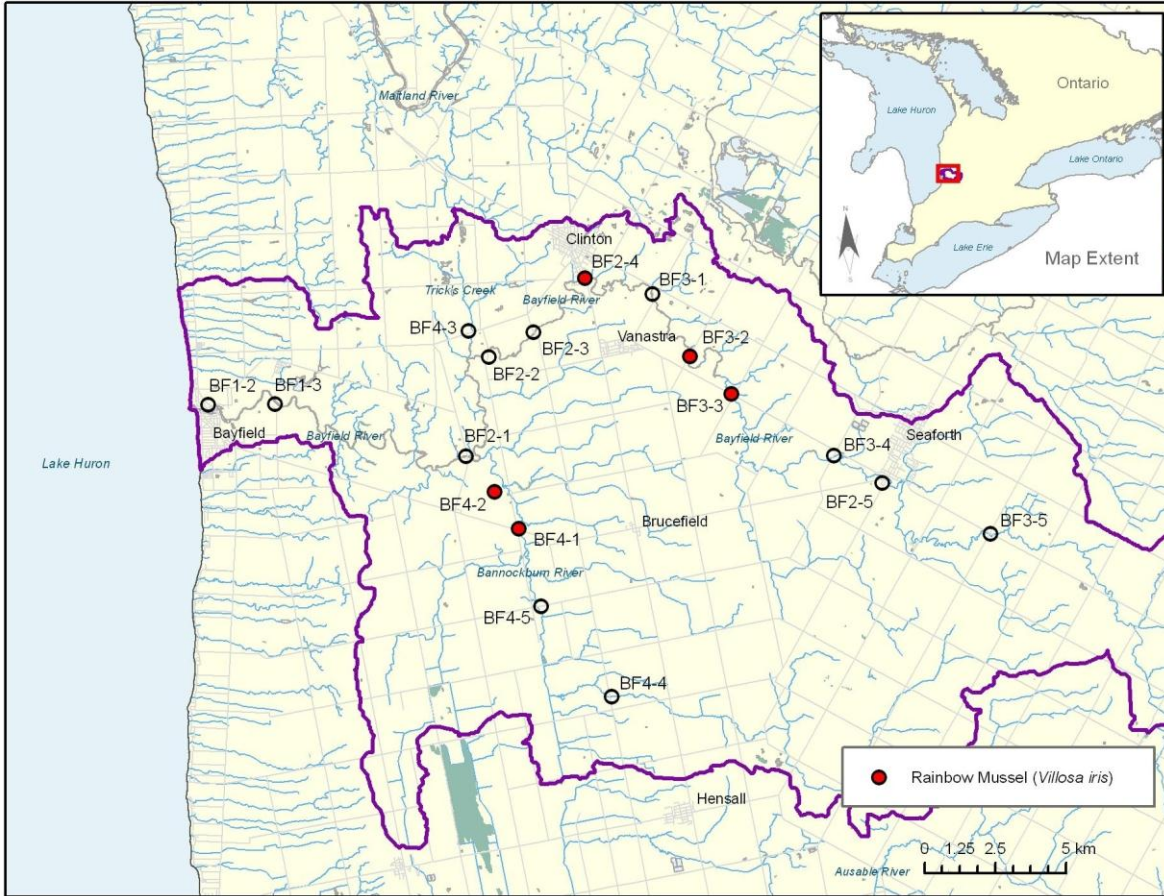 Maitland River
Ontario
Lake Huron
Lake Ontario
N
Lake Erie
S
Map Extent
Clinton
BF2-4
Trick's Creek
Bayfield River
BF3-1
BF4-3
BF2-3
Vanastra
BF3-2
BF2-2
BF1-2
BF1-3
BF3-3
Bayfield
Bayfield River
Bayfield River
Seaforth
BF2-1
BF3-4
Lake Huron
BF2-5
BF4-2
Brucefield
BF3-5
BF4-1
Bannockburn River
BF4-5
BF4-4
Rainbow Mussel (Villosa iris)
Hensall
0 1.25 2.5 5 km
Ausable River